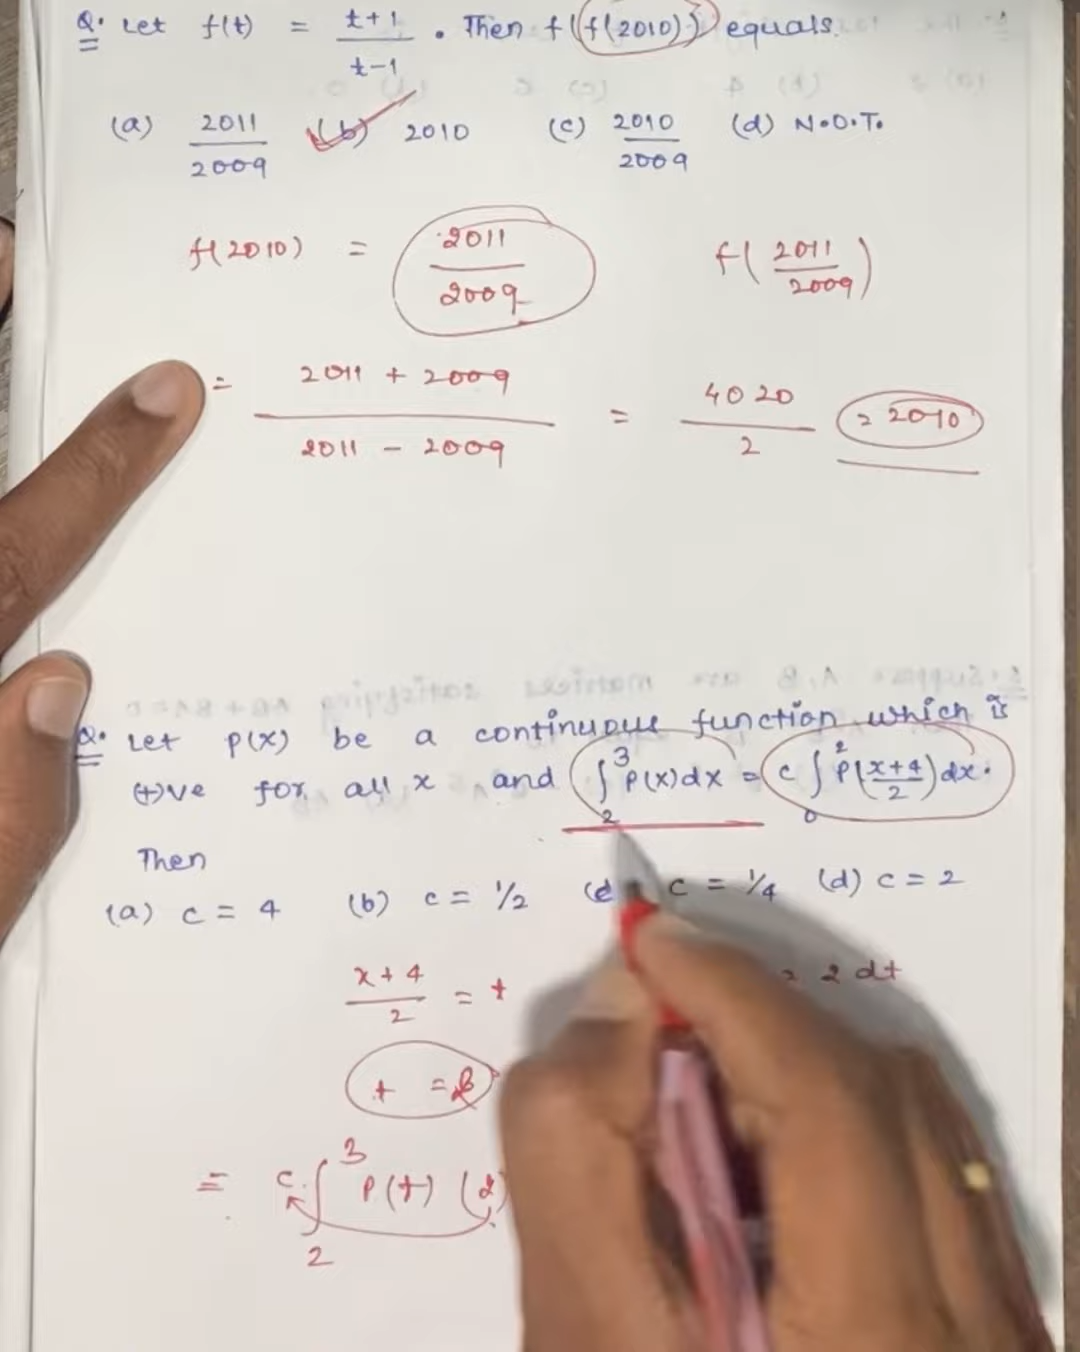 Q. Let f(t) = t+1 / t-1 . Then f(f(2010)) equals.
(a) 2011/2009 (b) 2010 (c) 2010/2009 (d) N.O.T.
f(2010) = 2011/2009 f(2011/2009)
= 2011 + 2009 / 2011 - 2009 = 4020/2 = 2010
Q. Let p(x) be a continuous function which is
(+)ve for all x and ∫₂³ P(x)dx = c ∫₀² P(x+4/2)dx.
Then
(a) c = 4 (b) c = 1/2 (c) c = 1/4 (d) c = 2
x+4/2 = t 2 dt
t =
= c ∫₂³ P(t) (2)